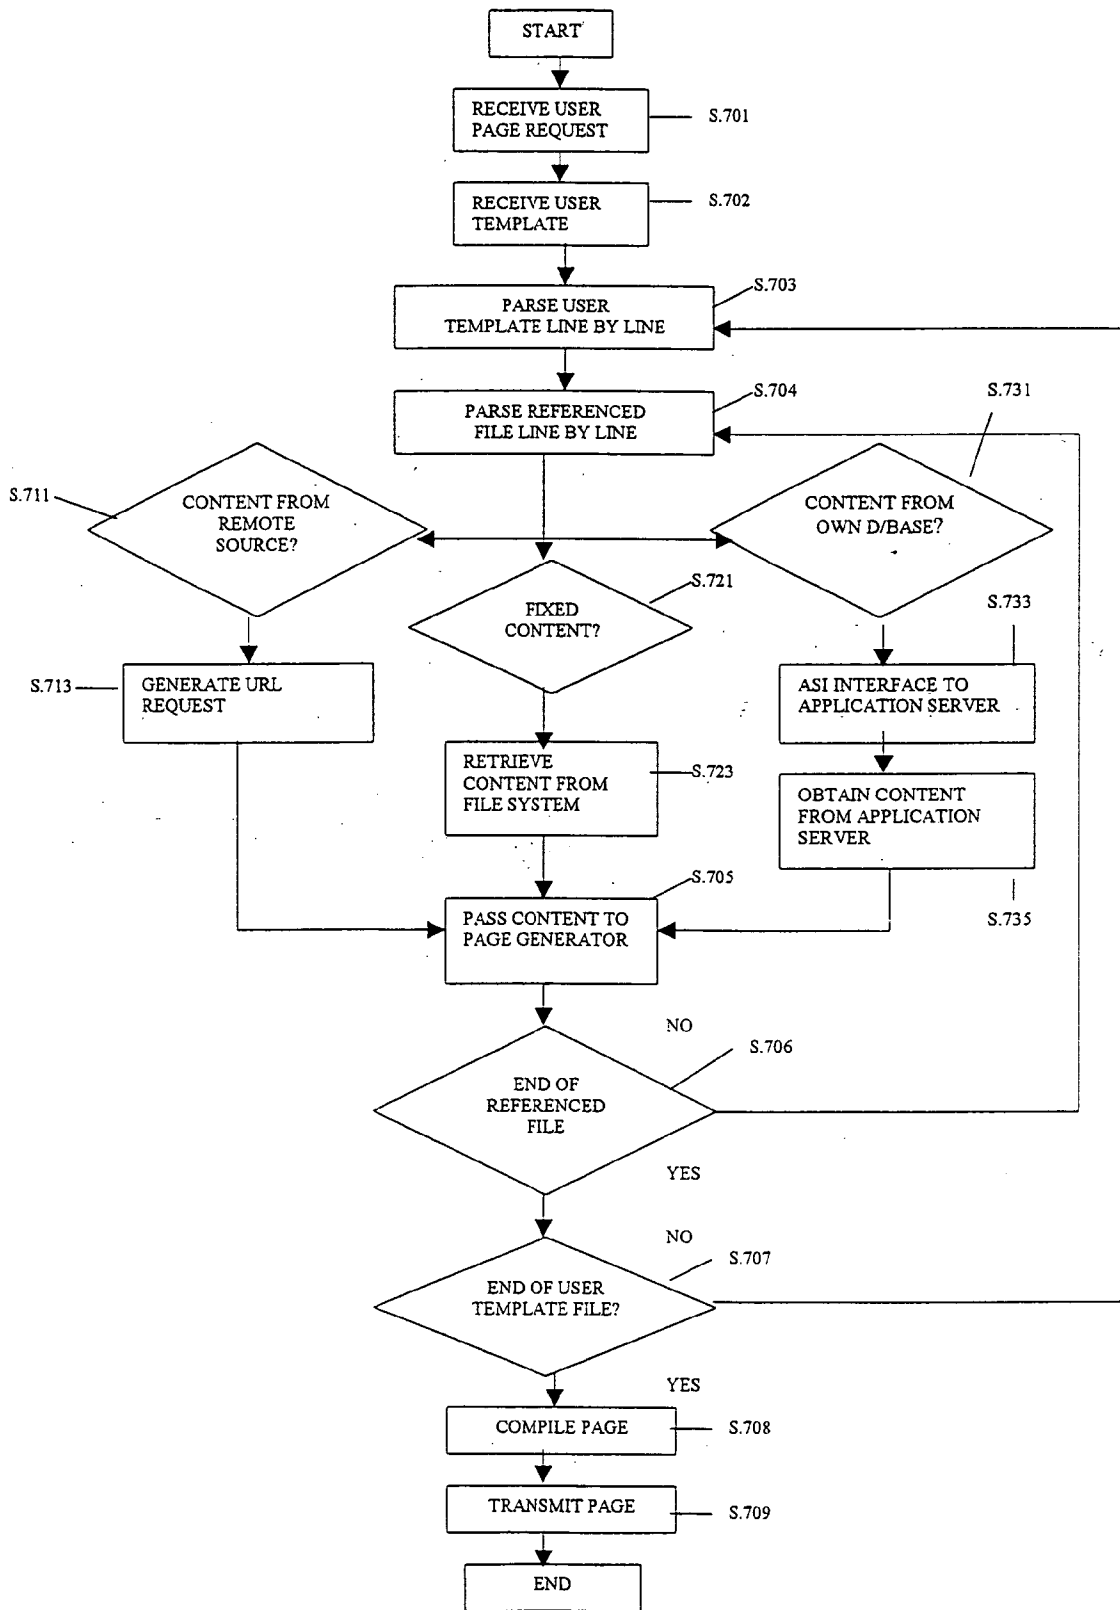 START
RECEIVE USER
PAGE REQUEST
S.701
RECEIVE USER
TEMPLATE
S.702
PARSE USER
TEMPLATE LINE BY LINE
S.703
PARSE REFERENCED
FILE LINE BY LINE
S.704
S.731
S.711
CONTENT FROM
REMOTE
SOURCE?
CONTENT FROM
OWN D/BASE?
S.721
FIXED
CONTENT?
S.733
S.713
GENERATE URL
REQUEST
ASI INTERFACE TO
APPLICATION SERVER
RETRIEVE
CONTENT FROM
FILE SYSTEM
S.723
OBTAIN CONTENT
FROM APPLICATION
SERVER
S.705
PASS CONTENT TO
PAGE GENERATOR
S.735
NO
S.706
END OF
REFERENCED
FILE
YES
NO
S.707
END OF USER
TEMPLATE FILE?
YES
COMPILE PAGE
S.708
TRANSMIT PAGE
S.709
END